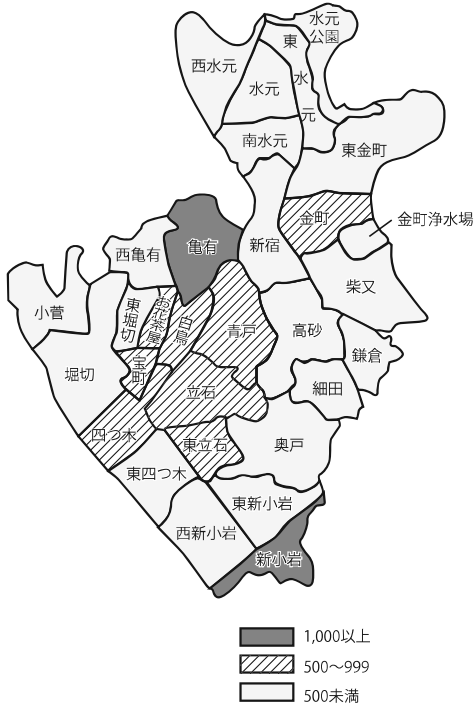 水元
公園
東
水
元
西水元
水元
南水元
東金町
金町
金町浄水場
亀有
新宿
西亀有
柴又
小菅
東堀切
お花茶屋
白鳥
青戸
高砂
鎌倉
宝町
堀切
立石
細田
四つ木
東立石
奥戸
東四つ木
東新小岩
西新小岩
新小岩
1,000以上
500～999
500未満